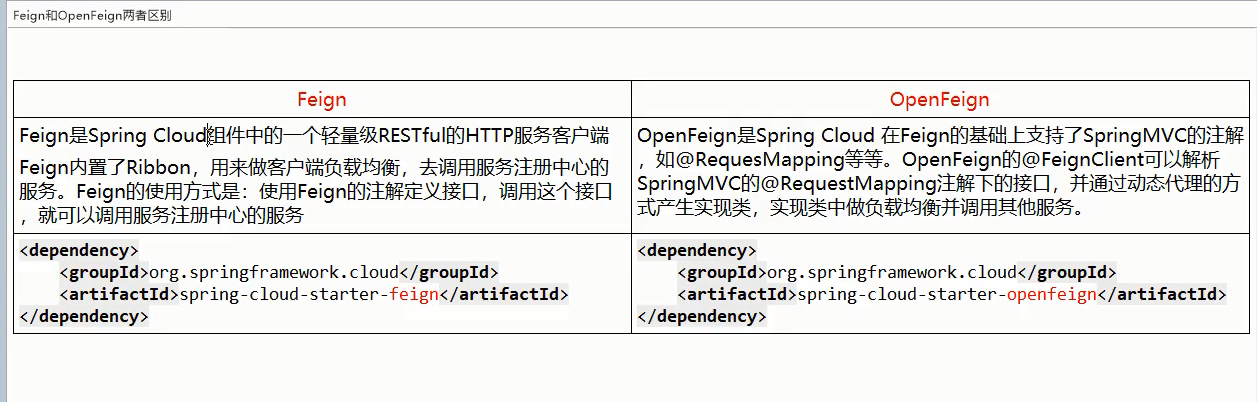 Feign和OpenFeign两者区别
Feign
OpenFeign
Feign是Spring Cloud组件中的一个轻量级RESTful的HTTP服务客户端
Feign内置了Ribbon，用来做客户端负载均衡，去调用服务注册中心的
服务。Feign的使用方式是：使用Feign的注解定义接口，调用这个接口
，就可以调用服务注册中心的服务
OpenFeign是Spring Cloud 在Feign的基础上支持了SpringMVC的注解
，如@RequesMapping等等。OpenFeign的@FeignClient可以解析
SpringMVC的@RequestMapping注解下的接口，并通过动态代理的方
式产生实现类，实现类中做负载均衡并调用其他服务。
<dependency>
<groupId>org.springframework.cloud</groupId>
<artifactId>spring-cloud-starter-feign</artifactId>
</dependency>
<dependency>
<groupId>org.springframework.cloud</groupId>
<artifactId>spring-cloud-starter-openfeign</artifactId>
</dependency>